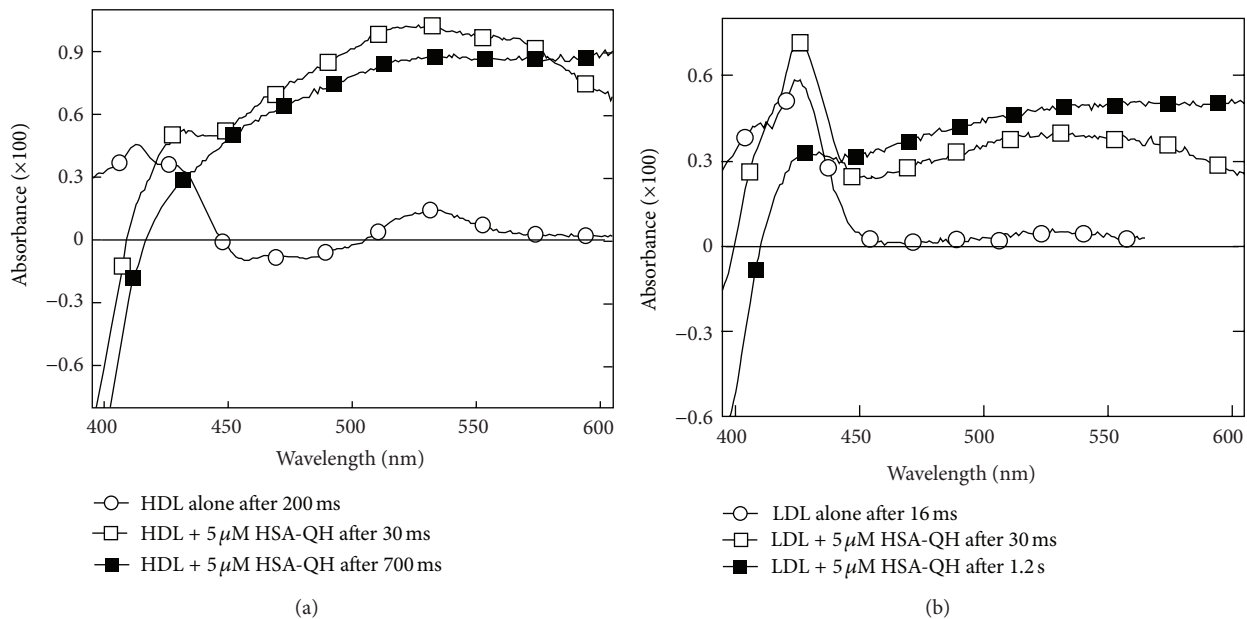 0.9
0.6
0.3
0
−0.3
−0.6
Absorbance (×100)
400 450 500 550 600
Wavelength (nm)
HDL alone after 200 ms
HDL + 5 μM HSA-QH after 30 ms
HDL + 5 μM HSA-QH after 700 ms
(a)
0.6
0.3
0
−0.3
−0.6
Absorbance (×100)
400 450 500 550 600
Wavelength (nm)
LDL alone after 16 ms
LDL + 5 μM HSA-QH after 30 ms
LDL + 5 μM HSA-QH after 1.2 s
(b)